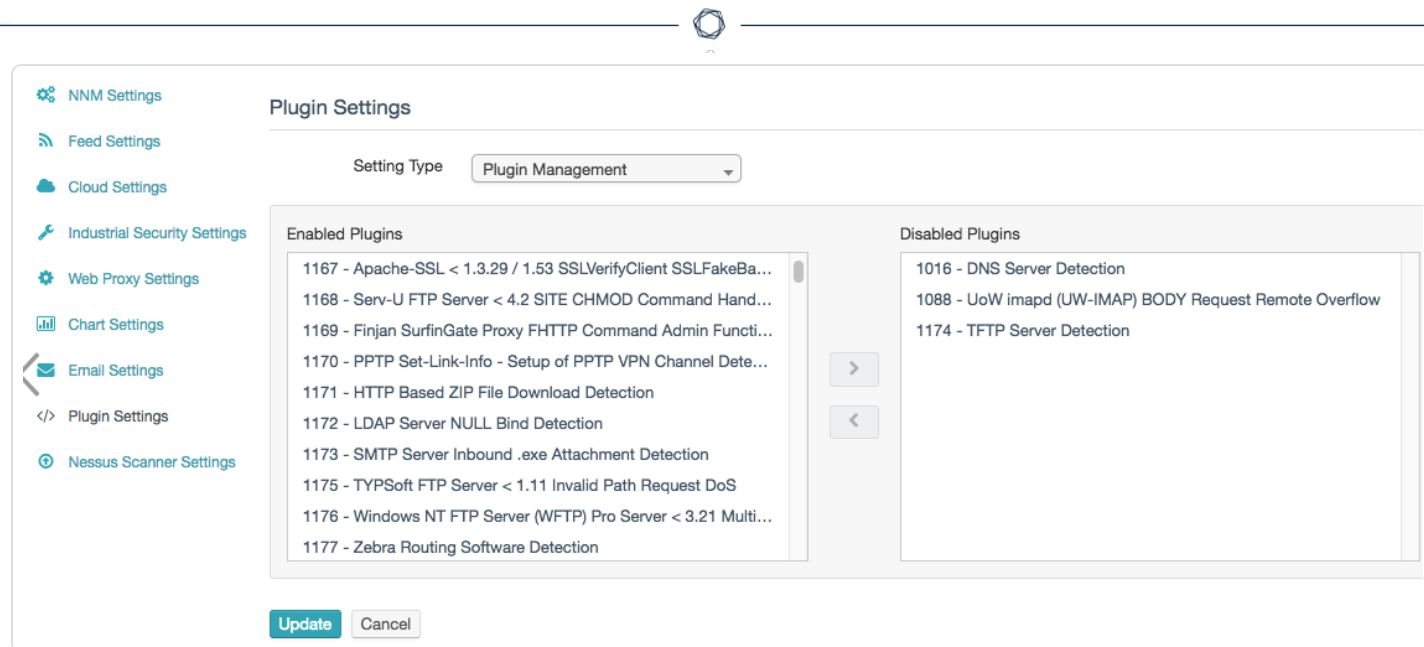 NNM Settings
Feed Settings
Cloud Settings
Industrial Security Settings
Web Proxy Settings
Chart Settings
Email Settings
Plugin Settings
Nessus Scanner Settings
Plugin Settings
Setting Type
Plugin Management
Enabled Plugins
1167 - Apache-SSL < 1.3.29 / 1.53 SSLVerifyClient SSLFakeBa...
1168 - Serv-U FTP Server < 4.2 SITE CHMOD Command Hand...
1169 - Finjan SurfinGate Proxy FHTTP Command Admin Functi...
1170 - PPTP Set-Link-Info - Setup of PPTP VPN Channel Dete...
1171 - HTTP Based ZIP File Download Detection
1172 - LDAP Server NULL Bind Detection
1173 - SMTP Server Inbound .exe Attachment Detection
1175 - TYPSoft FTP Server < 1.11 Invalid Path Request DoS
1176 - Windows NT FTP Server (WFTP) Pro Server < 3.21 Multi...
1177 - Zebra Routing Software Detection
Disabled Plugins
1016 - DNS Server Detection
1088 - UoW imapd (UW-IMAP) BODY Request Remote Overflow
1174 - TFTP Server Detection
Update
Cancel